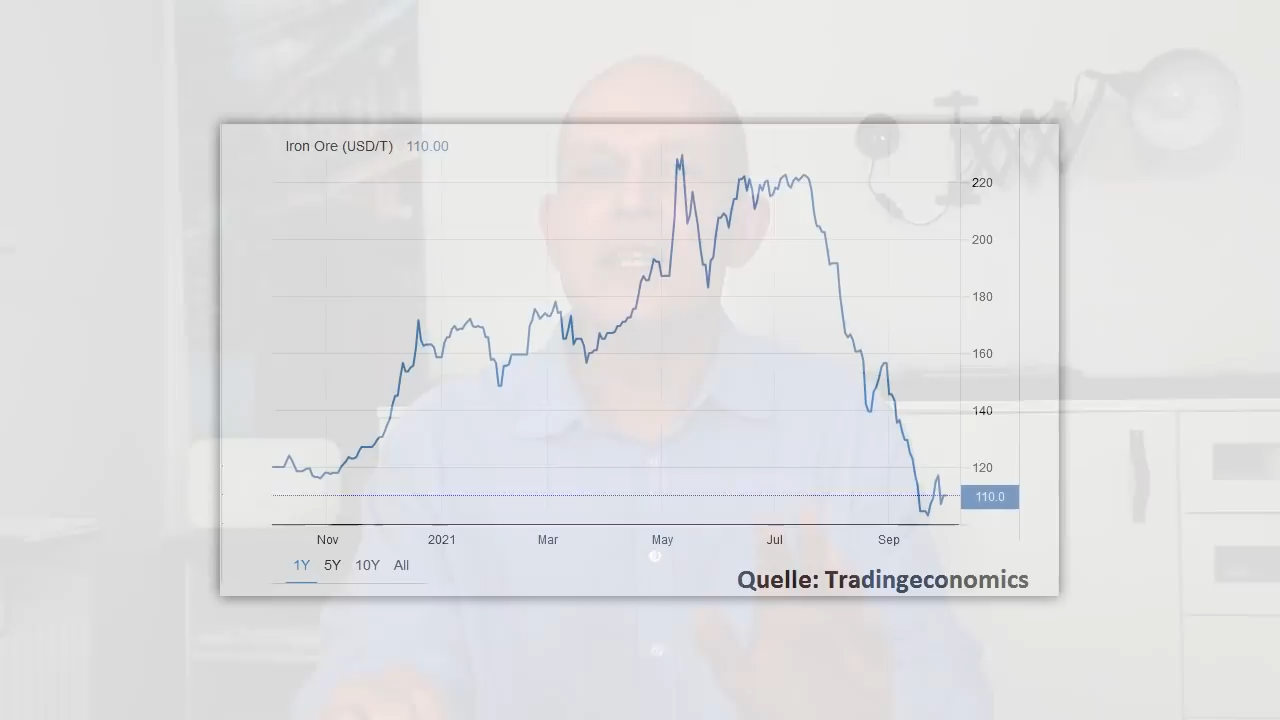 Iron Ore (USD/T) 110.00
220
200
180
160
140
120
110.0
Nov 2021 Mar May Jul Sep
1Y 5Y 10Y All
Quelle: Tradingeconomics